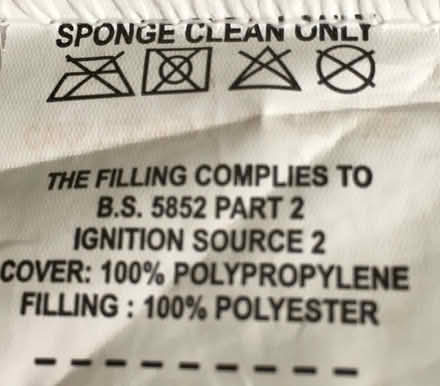 SPONGE CLEAN ONLY
THE FILLING COMPLIES TO
B.S. 5852 PART 2
IGNITION SOURCE 2
COVER: 100% POLYPROPYLENE
FILLING : 100% POLYESTER